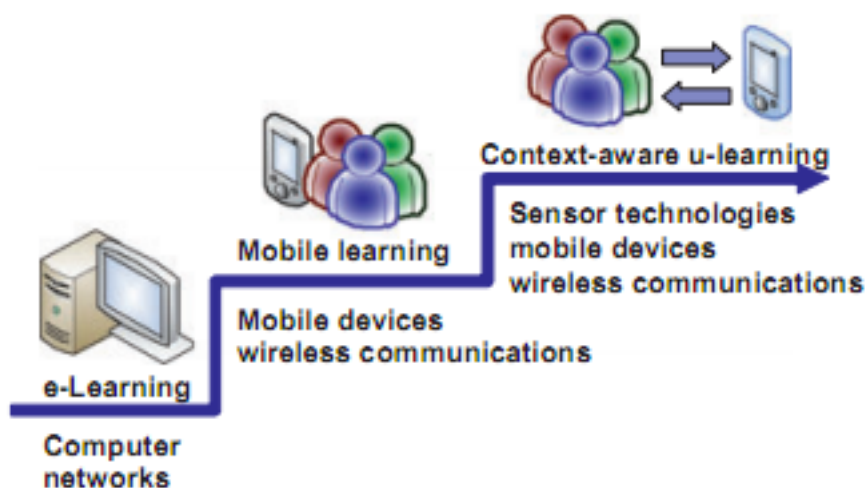 Context-aware u-learning
Sensor technologies
mobile devices
wireless communications
Mobile learning
Mobile devices
wireless communications
e-Learning
Computer
networks